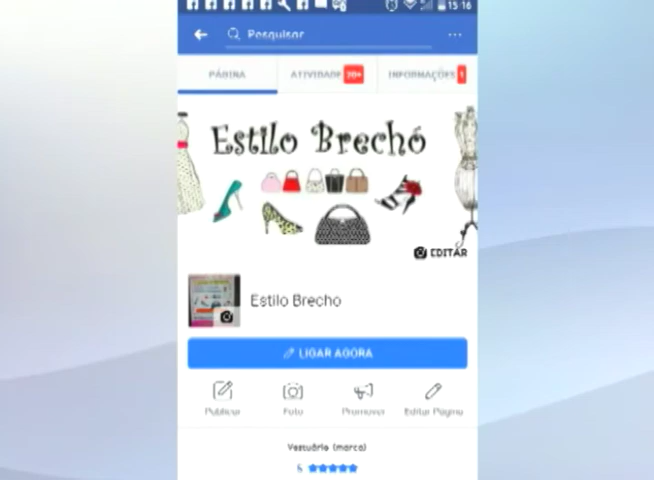 15:16
Pesquisar
PÁGINA ATIVIDADE 20+ INFORMAÇÕES 1
Estilo Brechó
EDITAR
Estilo Brecho
LIGAR AGORA
Publicar Foto Promover Editar Página
Vestuário (marca)
5